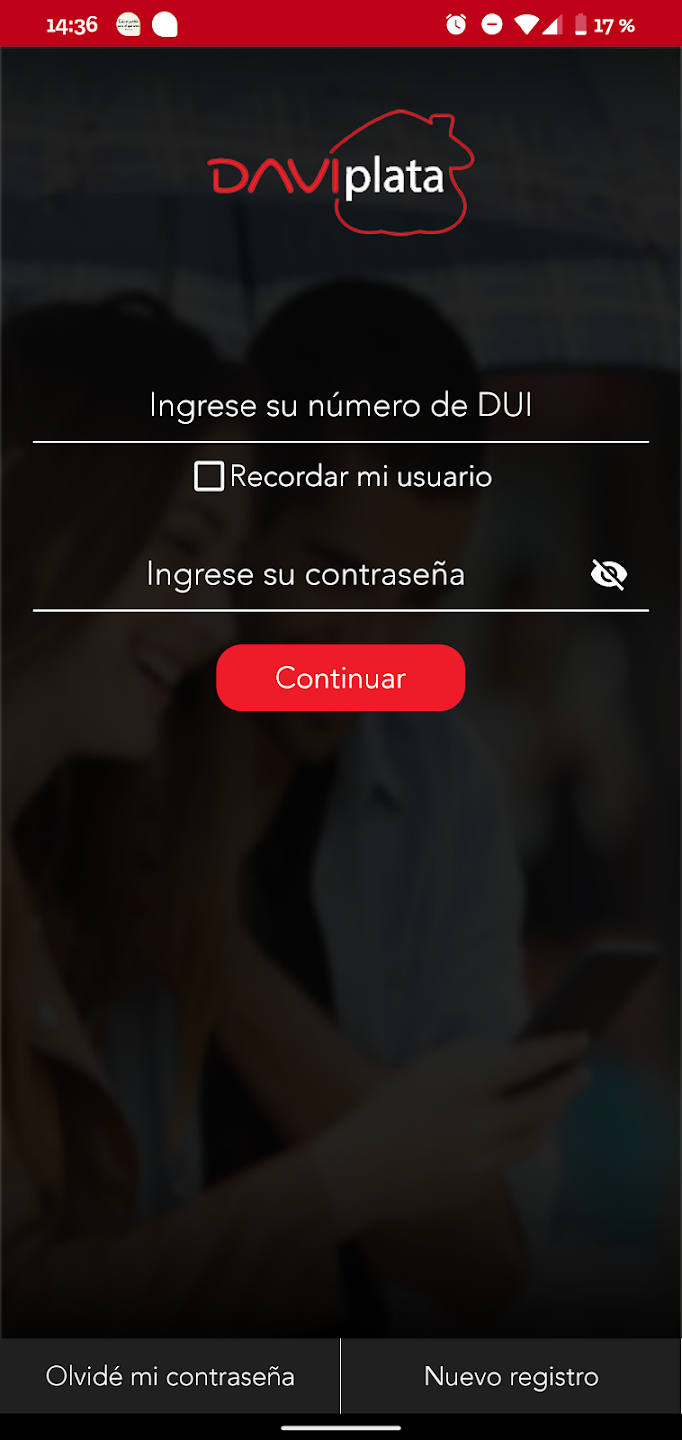 14:36
17 %
DAVIplata
Ingrese su número de DUI
Recordar mi usuario
Ingrese su contraseña
Continuar
Olvidé mi contraseña
Nuevo registro